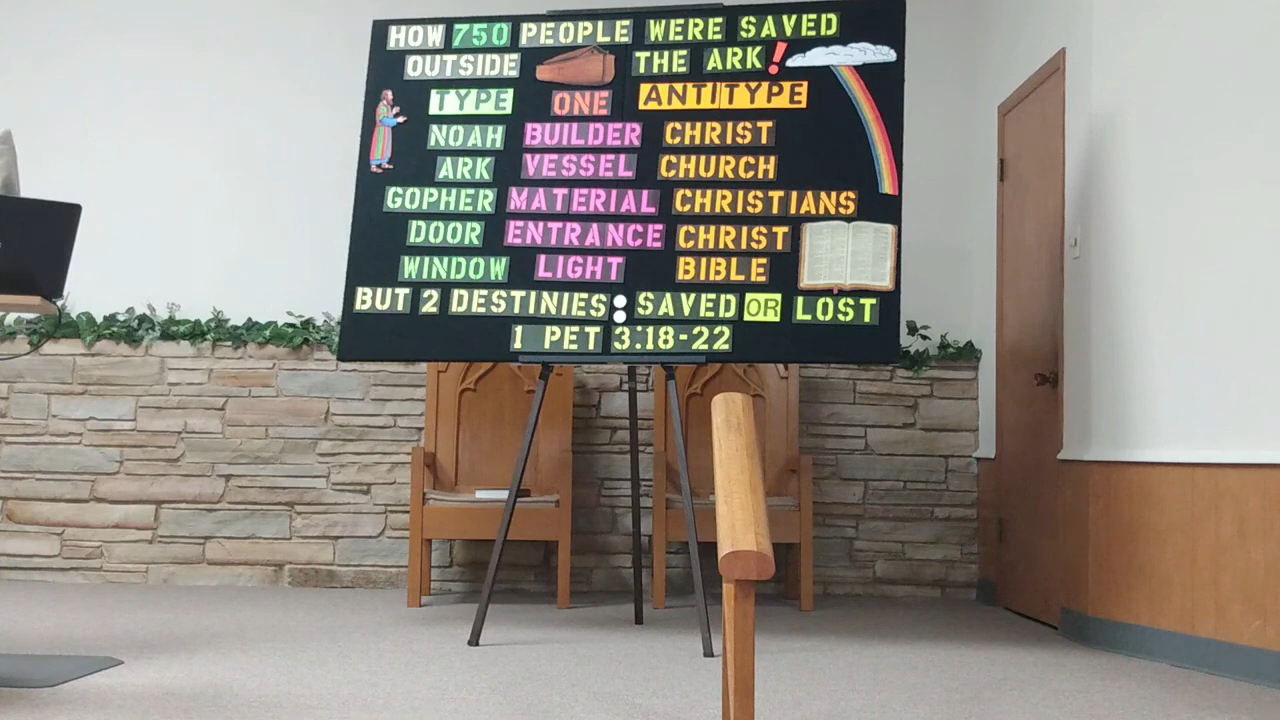 HOW 750 PEOPLE WERE SAVED
OUTSIDE THE ARK!
TYPE ONE ANTITYPE
NOAH BUILDER CHRIST
ARK VESSEL CHURCH
GOPHER MATERIAL CHRISTIANS
DOOR ENTRANCE CHRIST
WINDOW LIGHT BIBLE
BUT 2 DESTINIES: SAVED OR LOST
1 PET 3:18-22